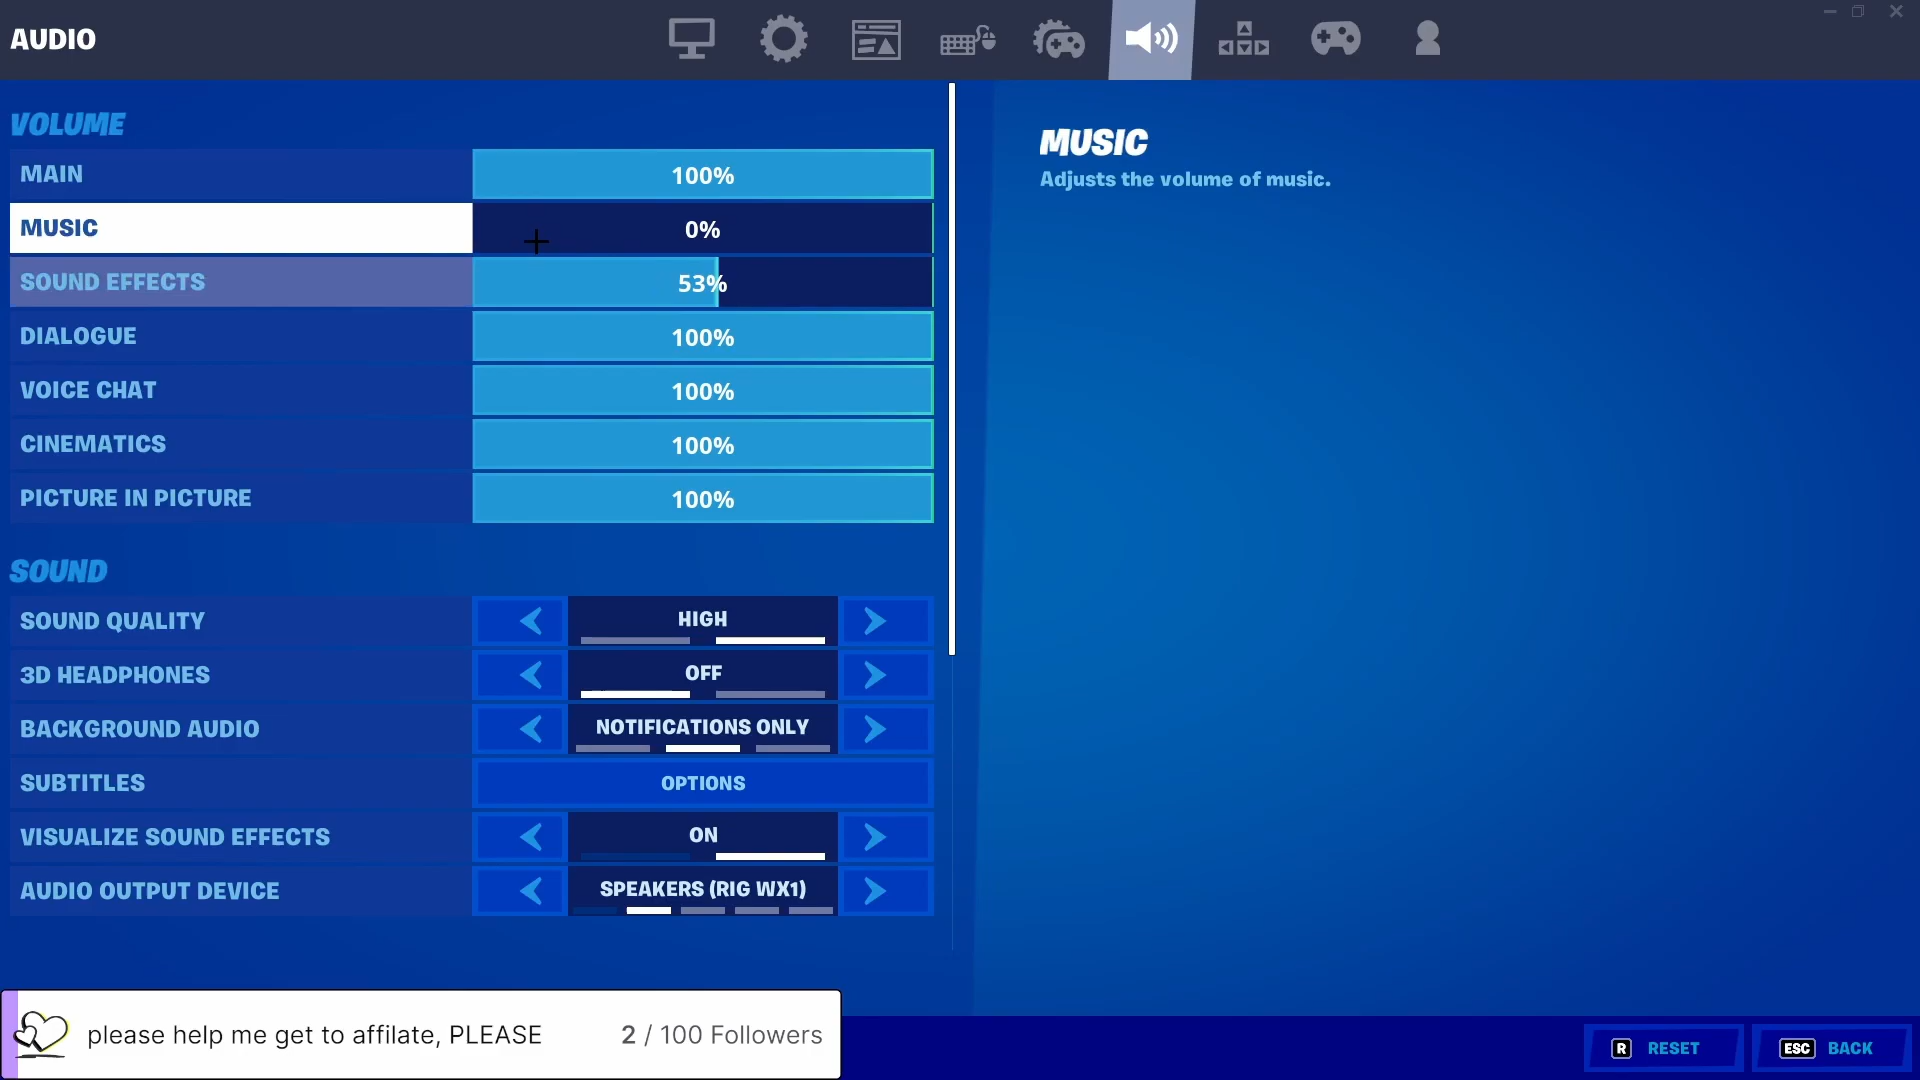 AUDIO
VOLUME
MAIN 100%
MUSIC 0%
SOUND EFFECTS 53%
DIALOGUE 100%
VOICE CHAT 100%
CINEMATICS 100%
PICTURE IN PICTURE 100%
SOUND
SOUND QUALITY HIGH
3D HEADPHONES OFF
BACKGROUND AUDIO NOTIFICATIONS ONLY
SUBTITLES OPTIONS
VISUALIZE SOUND EFFECTS ON
AUDIO OUTPUT DEVICE SPEAKERS (RIG WX1)
MUSIC
Adjusts the volume of music.
please help me get to affilate, PLEASE 2 / 100 Followers
R RESET ESC BACK